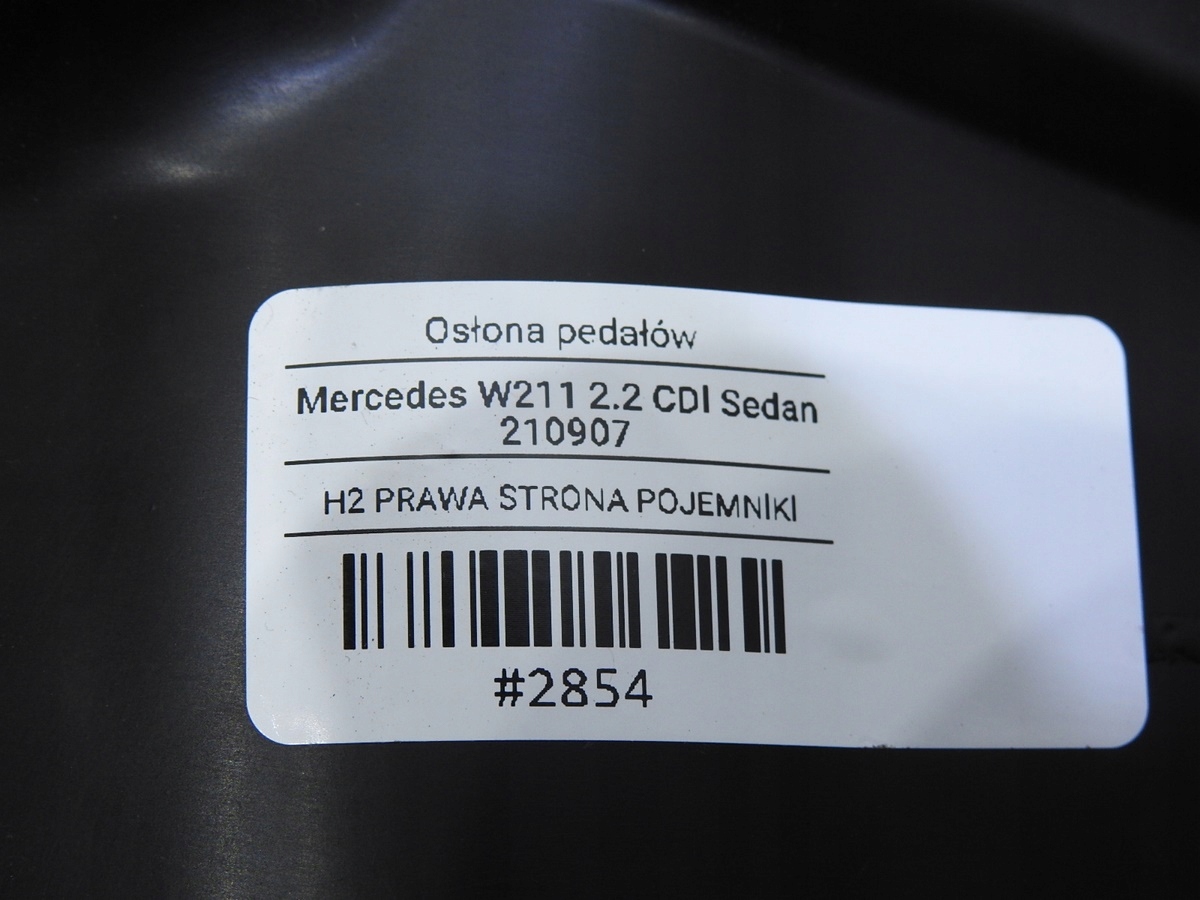 Osłona pedałów
Mercedes W211 2.2 CDI Sedan
210907
H2 PRAWA STRONA POJEMNIKI
#2854